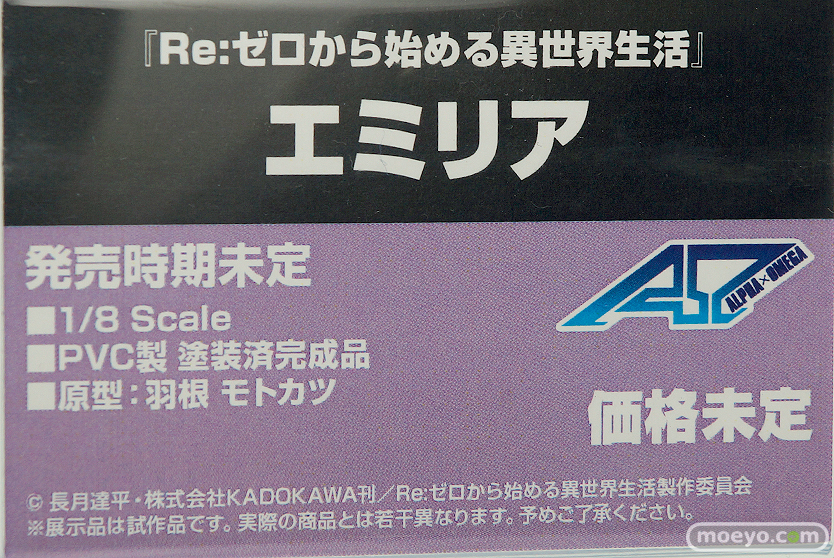 『Re:ゼロから始める異世界生活』
エミリア
発売時期未定
ALPHA×OMEGA
■1/8 Scale
■PVC製 塗装済完成品
■原型：羽根 モトカツ
価格未定
© 長月達平・株式会社KADOKAWA刊／Re:ゼロから始める異世界生活製作委員会
※展示品は試作品です。実際の商品とは若干異なります。予めご了承ください。
moeyo.com